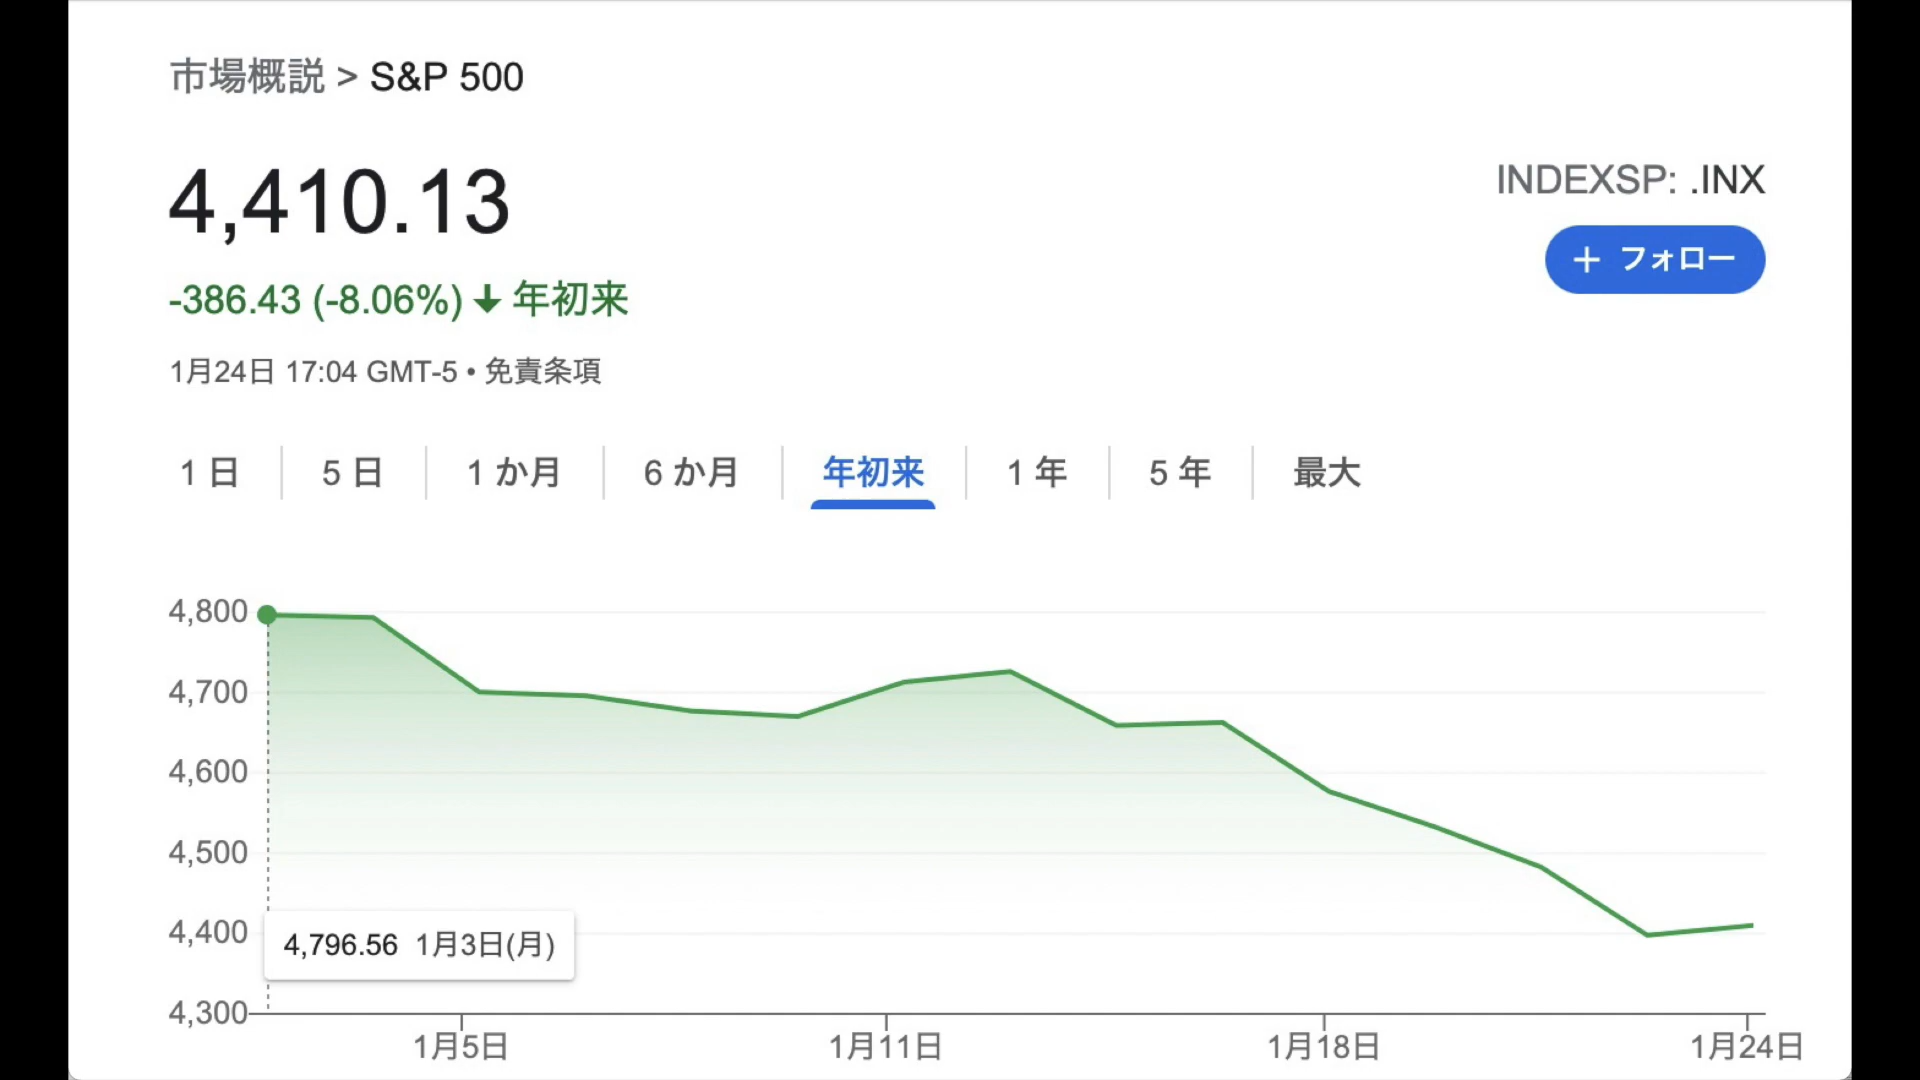 市場概説 > S&P 500
4,410.13
INDEXSP: .INX
+ フォロー
-386.43 (-8.06%) ↓ 年初来
1月24日 17:04 GMT-5 • 免責条項
1 日 5 日 1 か月 6 か月 年初来 1 年 5 年 最大
4,800
4,700
4,600
4,500
4,400
4,796.56 1月3日(月)
4,300
1月5日 1月11日 1月18日 1月24日